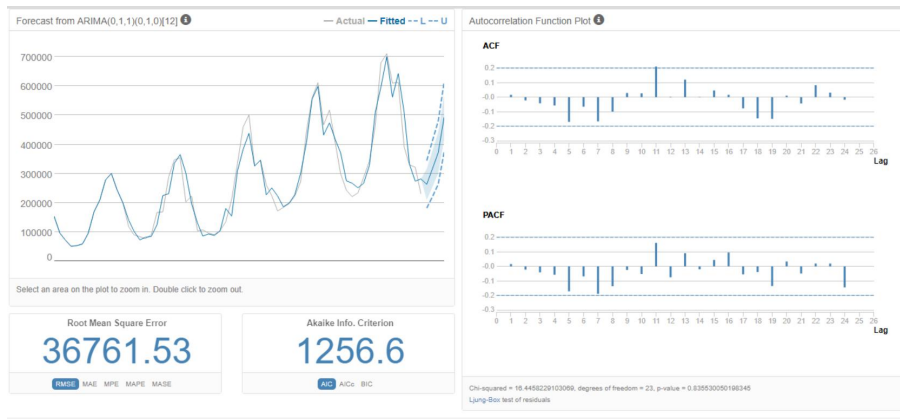 Forecast from ARIMA(0,1,1)(0,1,0)[12]
Actual Fitted L U
700000
600000
500000
400000
300000
200000
100000
0
Select an area on the plot to zoom in. Double click to zoom out.
Root Mean Square Error
36761.53
RMSE MAE MPE MAPE MASE
Akaike Info. Criterion
1256.6
AIC AICc BIC
Autocorrelation Function Plot
ACF
0.2
0.1
-0.0
-0.1
-0.2
-0.3
0 1 2 3 4 5 6 7 8 9 10 11 12 13 14 15 16 17 18 19 20 21 22 23 24 25 26
Lag
PACF
0.2
0.1
-0.0
-0.1
-0.2
-0.3
0 1 2 3 4 5 6 7 8 9 10 11 12 13 14 15 16 17 18 19 20 21 22 23 24 25 26
Lag
Chi-squared = 16.4458229103069, degrees of freedom = 23, p-value = 0.835530050198345
Ljung-Box test of residuals